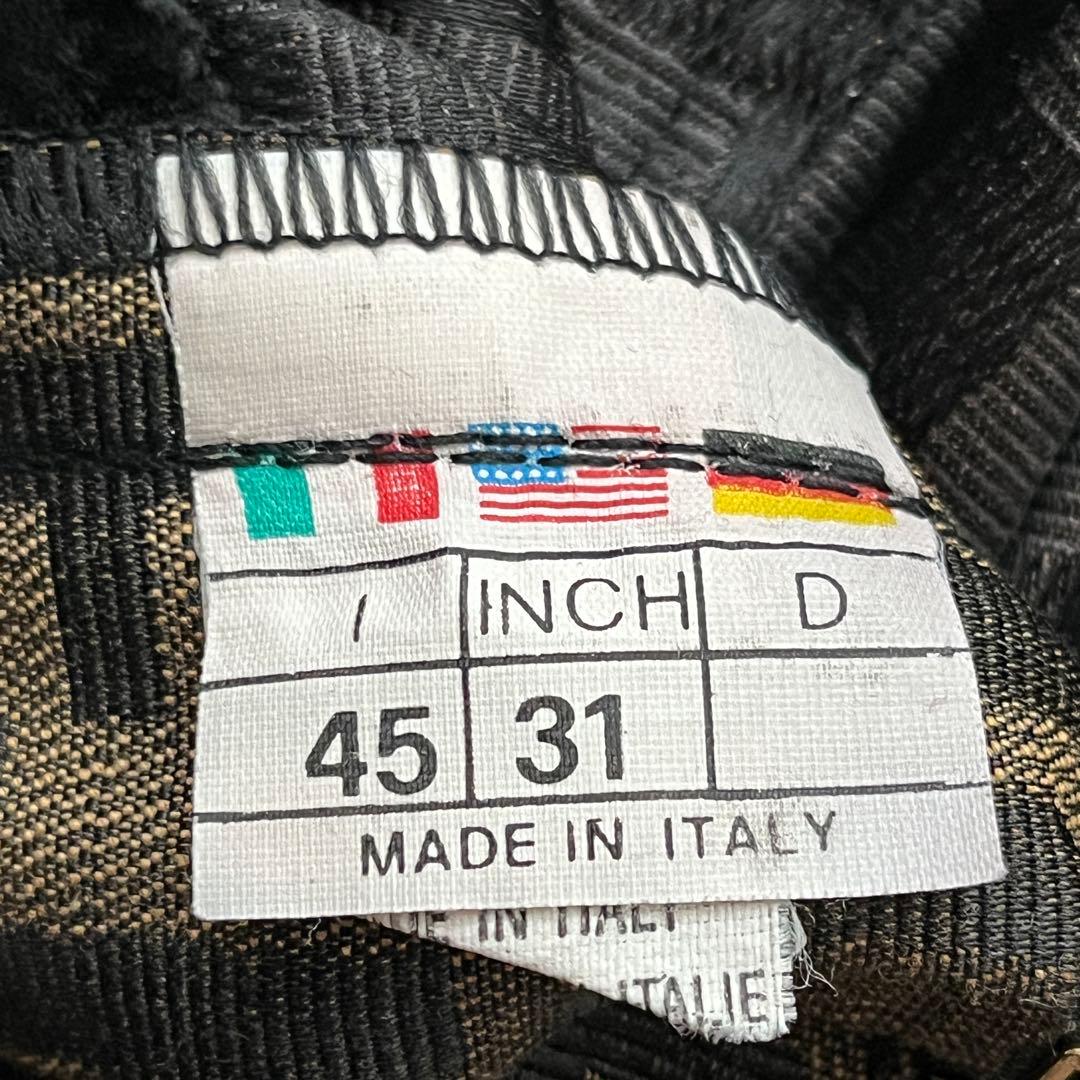 I INCH D
45 31
MADE IN ITALY
IN ITALY
ITALIE